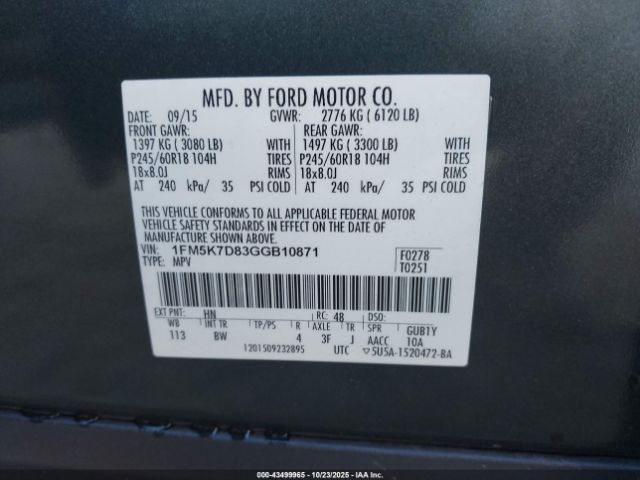 MFD. BY FORD MOTOR CO.
DATE: 09/15 GVWR: 2776 KG ( 6120 LB)
FRONT GAWR: REAR GAWR:
1397 KG ( 3080 LB) WITH 1497 KG ( 3300 LB) WITH
P245/60R18 104H TIRES P245/60R18 104H TIRES
18x8.0J RIMS 18x8.0J RIMS
AT 240 kPa/ 35 PSI COLD AT 240 kPa/ 35 PSI COLD
THIS VEHICLE CONFORMS TO ALL APPLICABLE FEDERAL MOTOR
VEHICLE SAFETY STANDARDS IN EFFECT ON THE DATE OF
MANUFACTURE SHOWN ABOVE.
VIN: 1FM5K7D83GGB10871
TYPE: MPV
F0278
T0251
EXT PNT: HN RC: 48 DSO:
WB INT TR TP/PS R AXLE TR SPR GUB1Y
113 BW 4 3F J AACC 10A
1201509232895 UTC ▽5U5A-1520472-BA
000-43499965 - 10/23/2025 - IAA Inc.